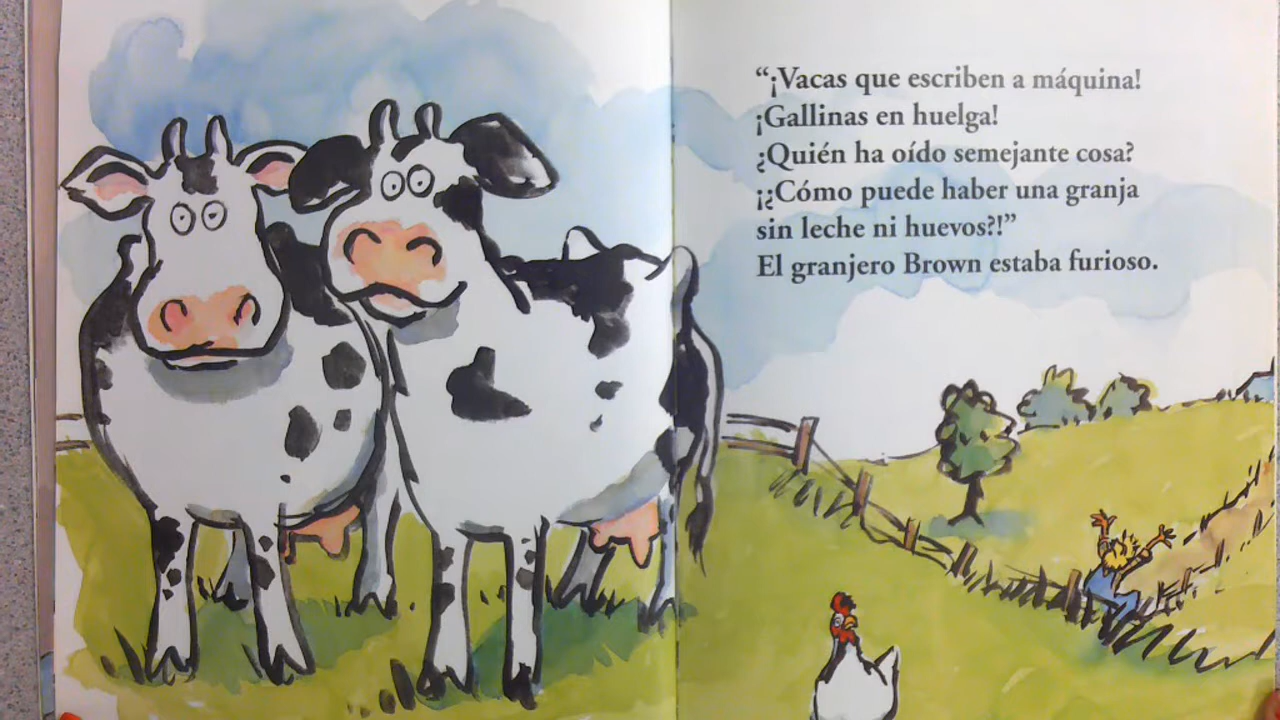 “¡Vacas que escriben a máquina!
¡Gallinas en huelga!
¿Quién ha oído semejante cosa?
¡¿Cómo puede haber una granja
sin leche ni huevos?!”
El granjero Brown estaba furioso.